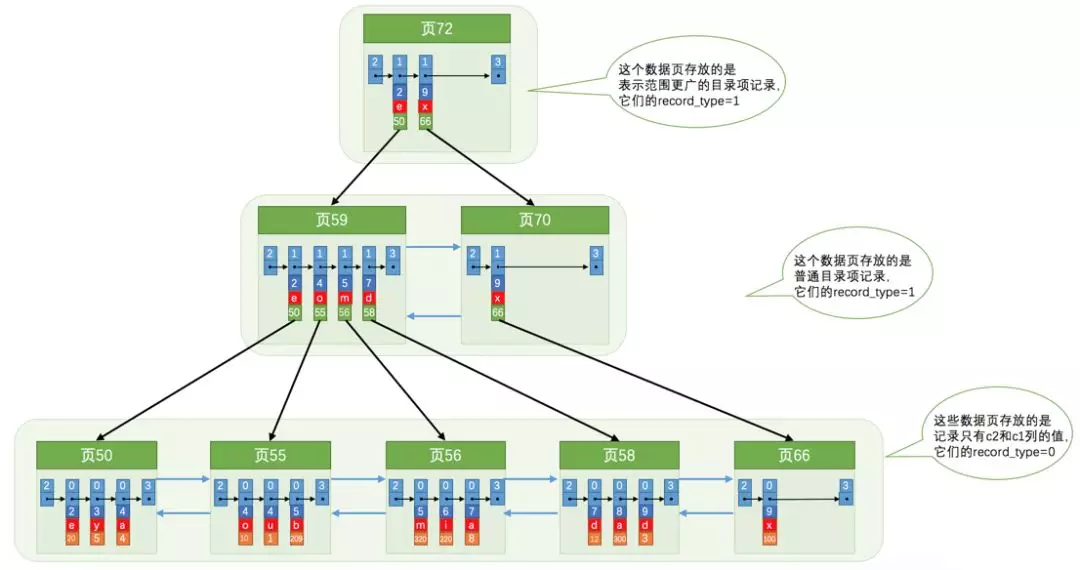 页72
2 1 1 3
2 9
e x
50 66
这个数据页存放的是
表示范围更广的目录项记录,
它们的record_type=1
页59
2 1 1 1 1 3
2 4 5 7
e o m d
50 55 56 58
页70
2 1 3
9
x
66
这个数据页存放的是
普通目录项记录,
它们的record_type=1
页50
2 0 0 0 3
2 3 4
e y a
20 5 4
页55
2 0 0 0 3
4 4 5
o u b
10 1 209
页56
2 0 0 0 3
5 6 7
m i a
320 220 8
页58
2 0 0 0 3
7 8 9
d a d
12 300 3
页66
2 0 3
9
x
100
这些数据页存放的是
记录只有c2和c1列的值,
它们的record_type=0